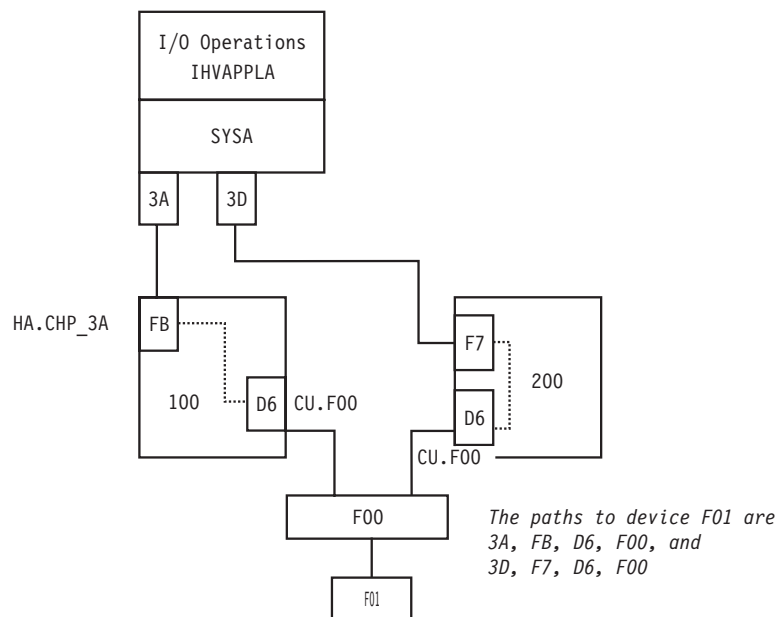 I/O Operations
IHVAPPLA
SYSA
3A
3D
HA.CHP_3A
FB
F7
100
D6
CU.F00
200
D6
CU.F00
F00
The paths to device F01 are
3A, FB, D6, F00, and
3D, F7, D6, F00
F01